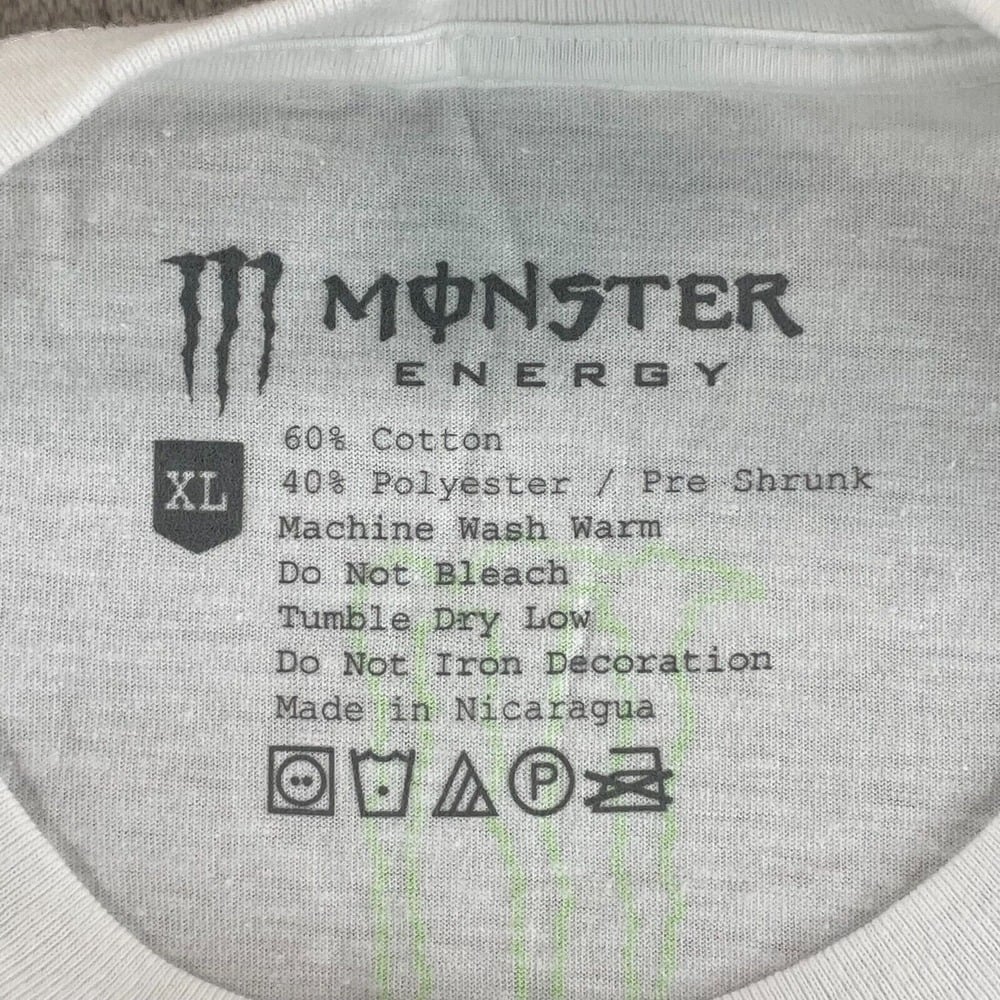 MONSTER
ENERGY
XL
60% Cotton
40% Polyester / Pre Shrunk
Machine Wash Warm
Do Not Bleach
Tumble Dry Low
Do Not Iron Decoration
Made in Nicaragua
P